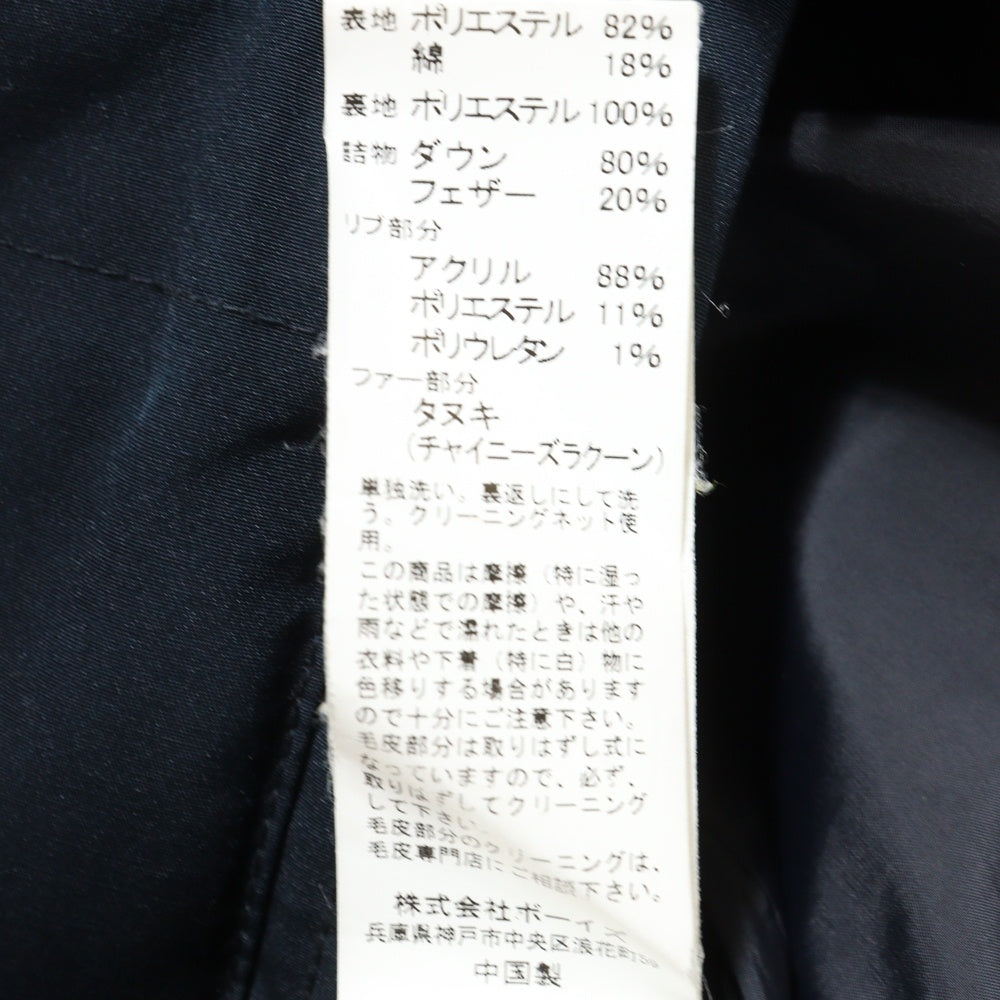 表地 ポリエステル 82%
綿 18%
裏地 ポリエステル 100%
詰物 ダウン 80%
フェザー 20%
リブ部分
アクリル 88%
ポリエステル 11%
ポリウレタン 1%
ファー部分
タヌキ
(チャイニーズラクーン)
単独洗い。裏返しにして洗
う。クリーニングネット使
用。
この商品は摩擦(特に湿っ
た状態での摩擦)や、汗や
雨などで濡れたときは他の
衣料や下着(特に白)物に
色移りする場合があります
ので十分にご注意下さい。
毛皮部分は取りはずし式に
なっていますので、必ず、
取りはずしてクリーニング
して下さい。
毛皮部分のクリーニングは、
毛皮専門店にご相談下さい。
株式会社ボーイズ
兵庫県神戸市中央区浪花町
中国製